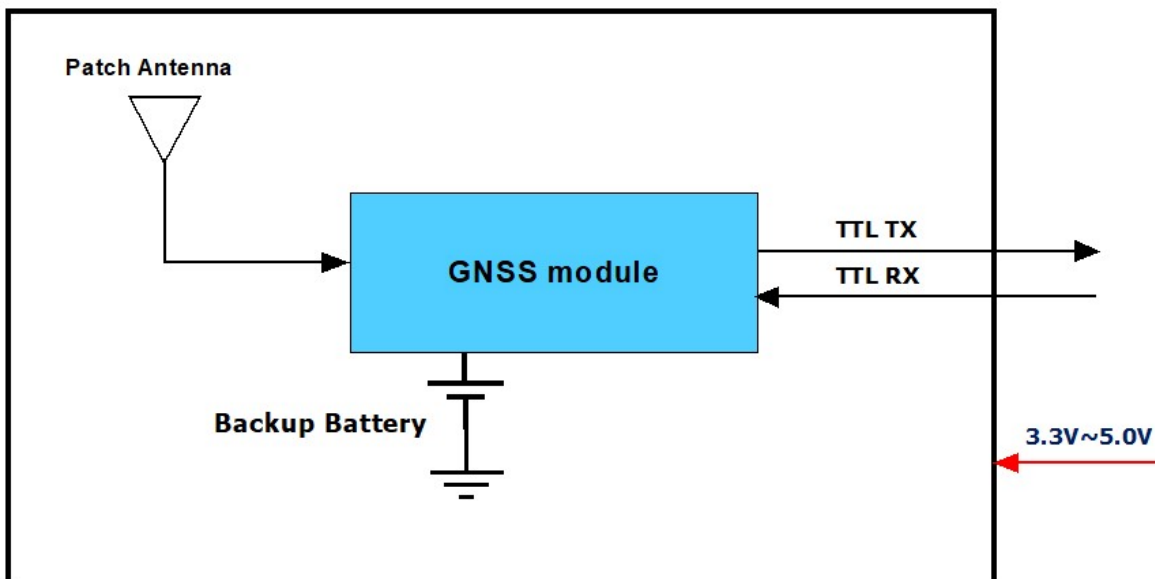 Patch Antenna
TTL TX
GNSS module
TTL RX
Backup Battery
3.3V~5.0V